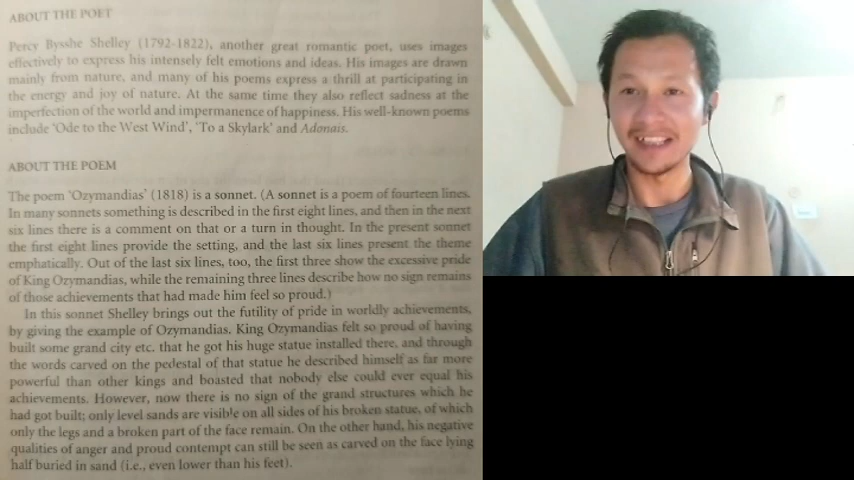 ABOUT THE POET
Percy Bysshe Shelley (1792-1822), another great romantic poet, uses images
effectively to express his intensely felt emotions and ideas. His images are drawn
mainly from nature, and many of his poems express a thrill at participating in
the energy and joy of nature. At the same time they also reflect sadness at the
imperfection of the world and impermanence of happiness. His well-known poems
include 'Ode to the West Wind', 'To a Skylark' and Adonais.
ABOUT THE POEM
The poem 'Ozymandias' (1818) is a sonnet. (A sonnet is a poem of fourteen lines.
In many sonnets something is described in the first eight lines, and then in the next
six lines there is a comment on that or a turn in thought. In the present sonnet
the first eight lines provide the setting, and the last six lines present the theme
emphatically. Out of the last six lines, too, the first three show the excessive pride
of King Ozymandias, while the remaining three lines describe how no sign remains
of those achievements that had made him feel so proud.)
In this sonnet Shelley brings out the futility of pride in worldly achievements,
by giving the example of Ozymandias. King Ozymandias felt so proud of having
built some grand city etc. that he got his huge statue installed there, and through
the words carved on the pedestal of that statue he described himself as far more
powerful than other kings and boasted that nobody else could ever equal his
achievements. However, now there is no sign of the grand structures which he
had got built; only level sands are visible on all sides of his broken statue, of which
only the legs and a broken part of the face remain. On the other hand, his negative
qualities of anger and proud contempt can still be seen as carved on the face lying
half buried in sand (i.e., even lower than his feet).